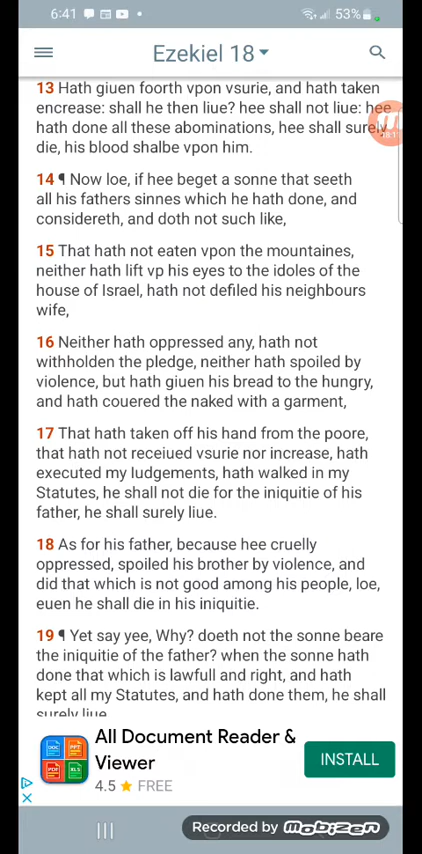 6:41 53%
Ezekiel 18
13 Hath giuen foorth vpon vsurie, and hath taken
encrease: shall he then liue? hee shall not liue: hee
hath done all these abominations, hee shall surely
die, his blood shalbe vpon him.
14 ¶ Now loe, if hee beget a sonne that seeth
all his fathers sinnes which he hath done, and
considereth, and doth not such like,
15 That hath not eaten vpon the mountaines,
neither hath lift vp his eyes to the idoles of the
house of Israel, hath not defiled his neighbours
wife,
16 Neither hath oppressed any, hath not
withholden the pledge, neither hath spoiled by
violence, but hath giuen his bread to the hungry,
and hath couered the naked with a garment,
17 That hath taken off his hand from the poore,
that hath not receiued vsurie nor increase, hath
executed my Iudgements, hath walked in my
Statutes, he shall not die for the iniquitie of his
father, he shall surely liue.
18 As for his father, because hee cruelly
oppressed, spoiled his brother by violence, and
did that which is not good among his people, loe,
euen he shall die in his iniquitie.
19 ¶ Yet say yee, Why? doeth not the sonne beare
the iniquitie of the father? when the sonne hath
done that which is lawfull and right, and hath
kept all my Statutes, and hath done them, he shall
surely liue
All Document Reader &
Viewer
4.5 ★ FREE
INSTALL
DOC PPT
PDF XLS
Recorded by mobizen